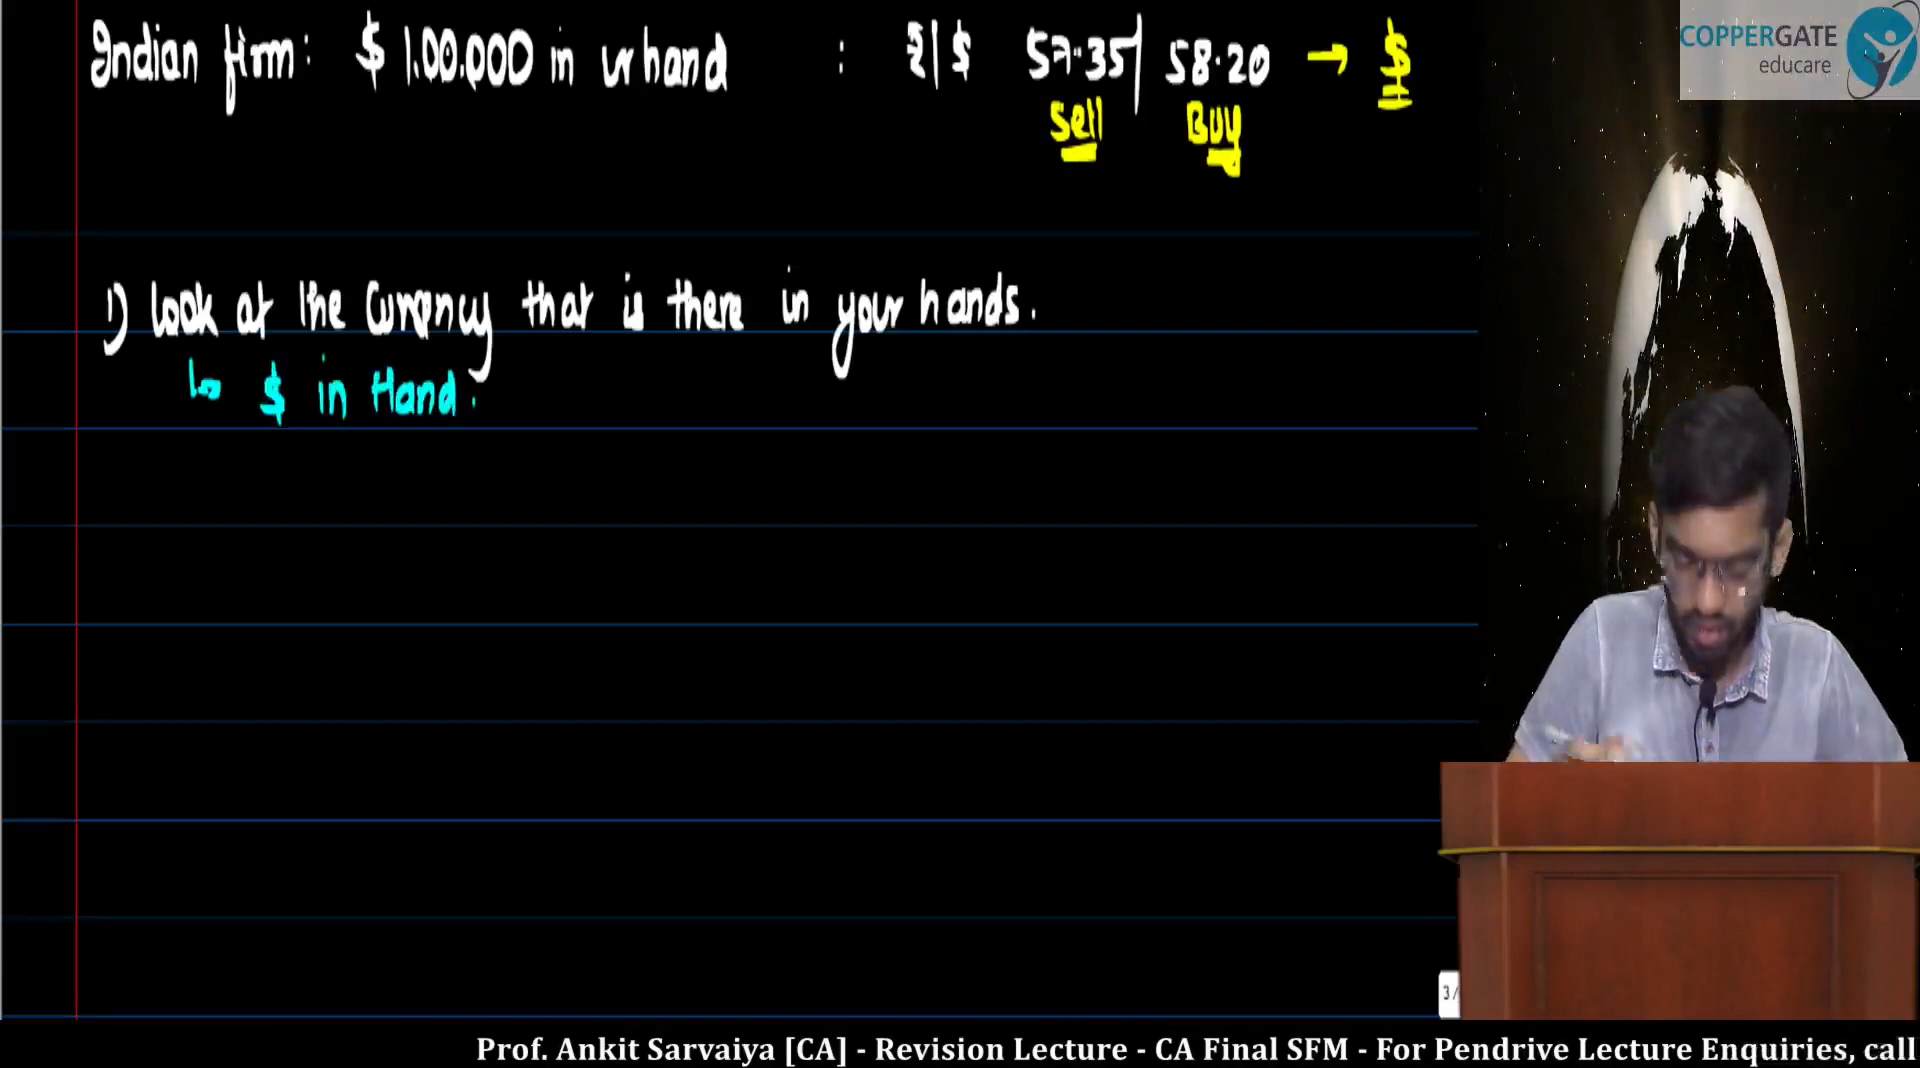 Indian firm: $ 1.00.000 in ur hand : ₹|$ 57.35/ 58.20 → $
Sell Buy
COPPERGATE
educare
1) Look at the Currency that is there in your hands.
↳ $ in Hand.
3/
Prof. Ankit Sarvaiya [CA] - Revision Lecture - CA Final SFM - For Pendrive Lecture Enquiries, call